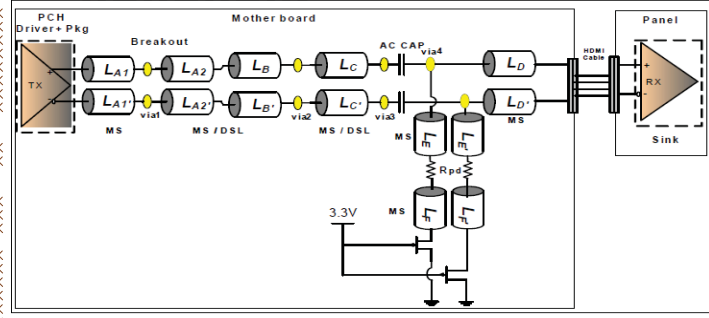 PCH
Driver+ Pkg
Mother board
Panel
Breakout
AC CAP
via4
HDMI
Cable
TX
+
-
LA1
LA2
LB
LC
LD
RX
+
-
LA1'
LA2'
LB'
LC'
LD'
via1
via2
via3
MS
MS / DSL
MS / DSL
MS
MS
LE
LE'
Sink
Rpd
MS
LF
LF'
3.3V